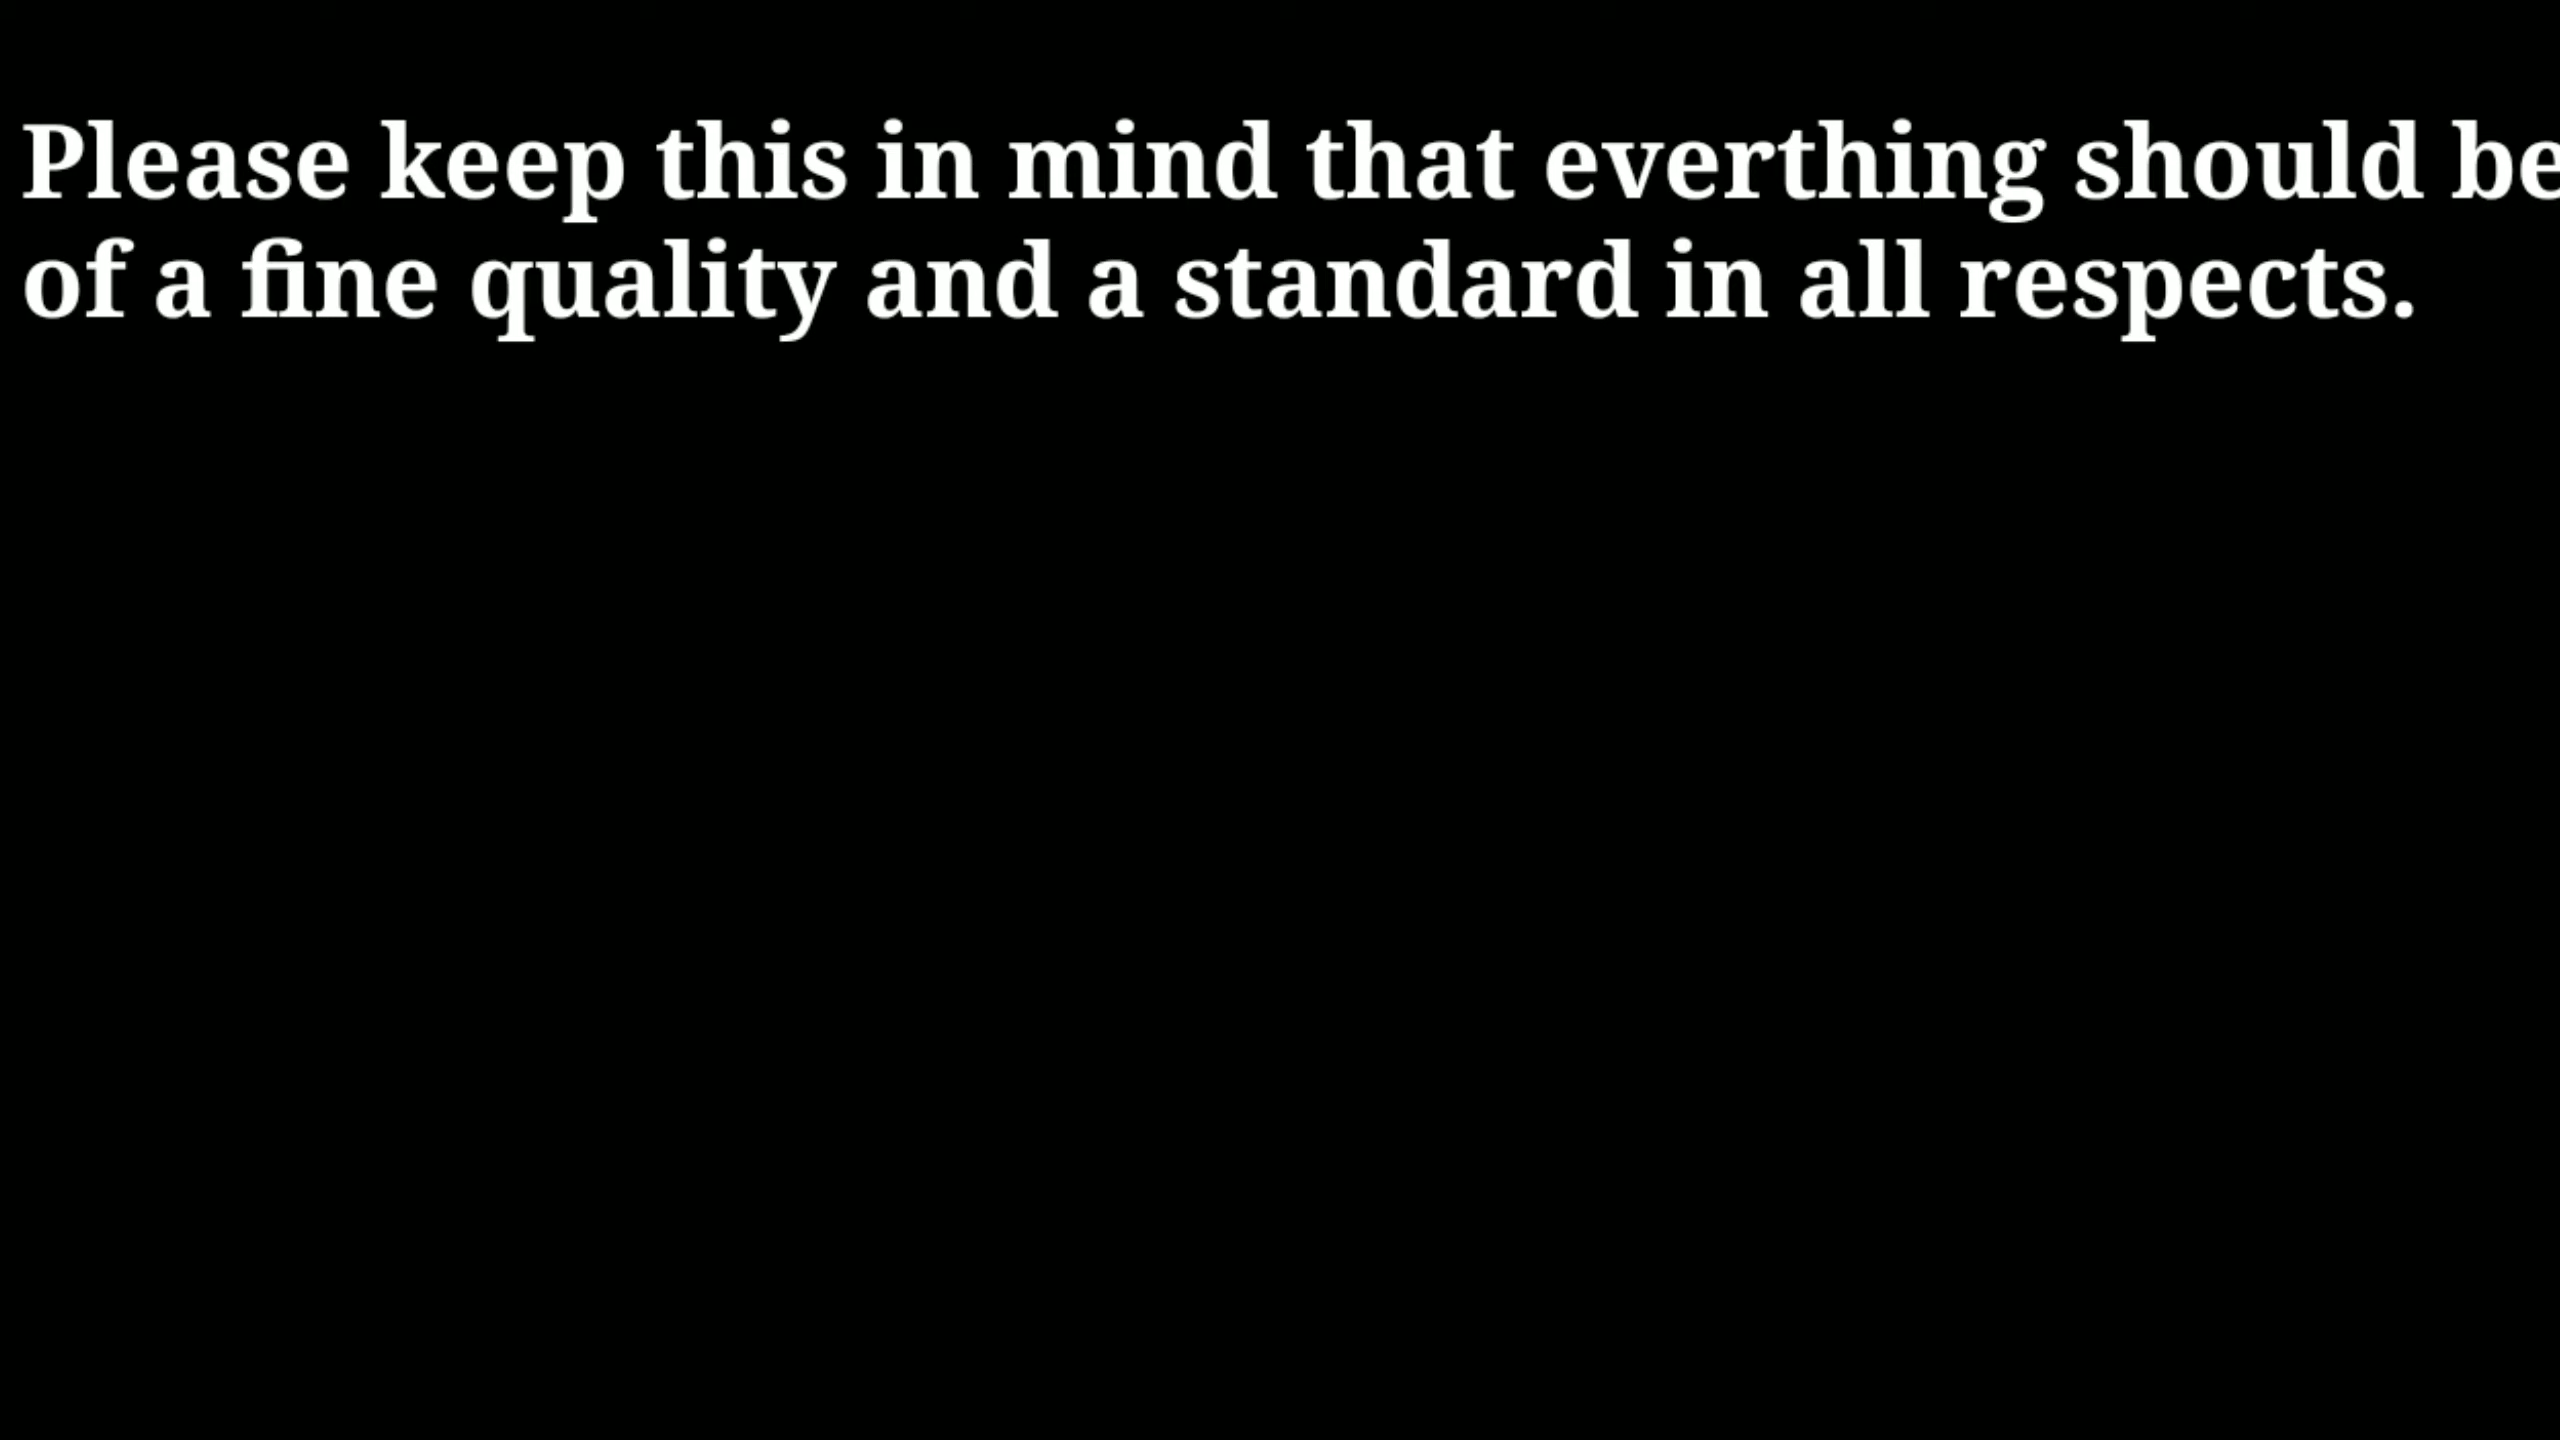 Please keep this in mind that everthing should be
of a fine quality and a standard in all respects.